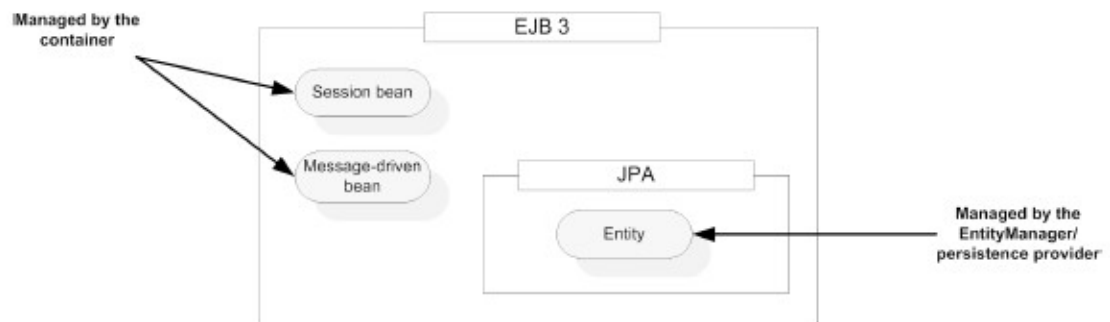 Managed by the
container
EJB 3
Session bean
Message-driven
bean
JPA
Entity
Managed by the
EntityManager/
persistence provider